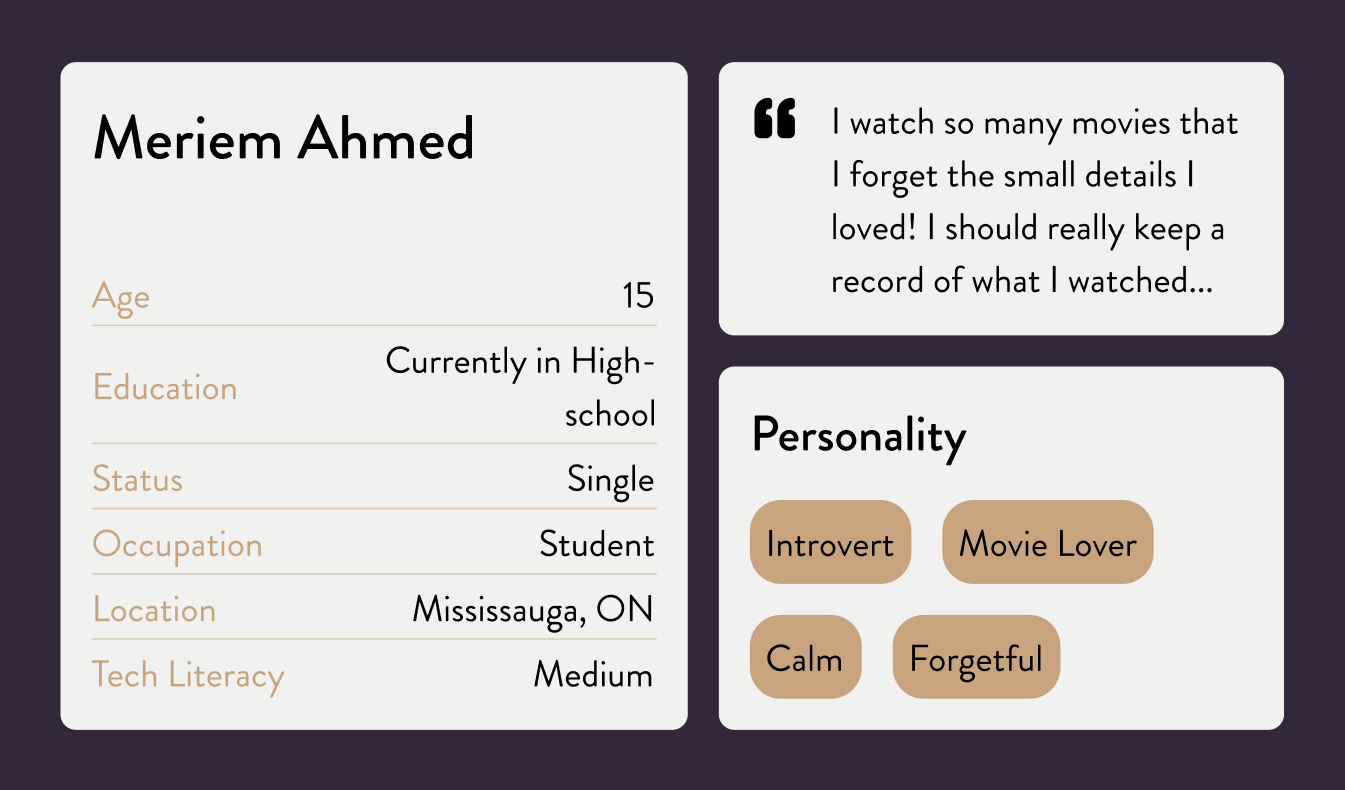 Meriem Ahmed
Age 15
Education Currently in High-
school
Status Single
Occupation Student
Location Mississauga, ON
Tech Literacy Medium
❝ I watch so many movies that
I forget the small details I
loved! I should really keep a
record of what I watched...
Personality
Introvert Movie Lover
Calm Forgetful